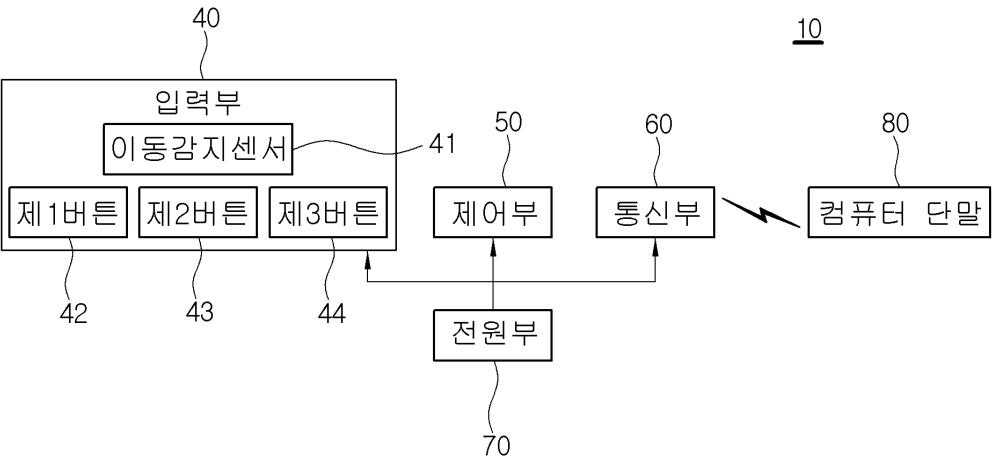 40
10
입력부
이동감지센서
41
50
60
80
제1버튼
제2버튼
제3버튼
제어부
통신부
컴퓨터 단말
42
43
44
전원부
70